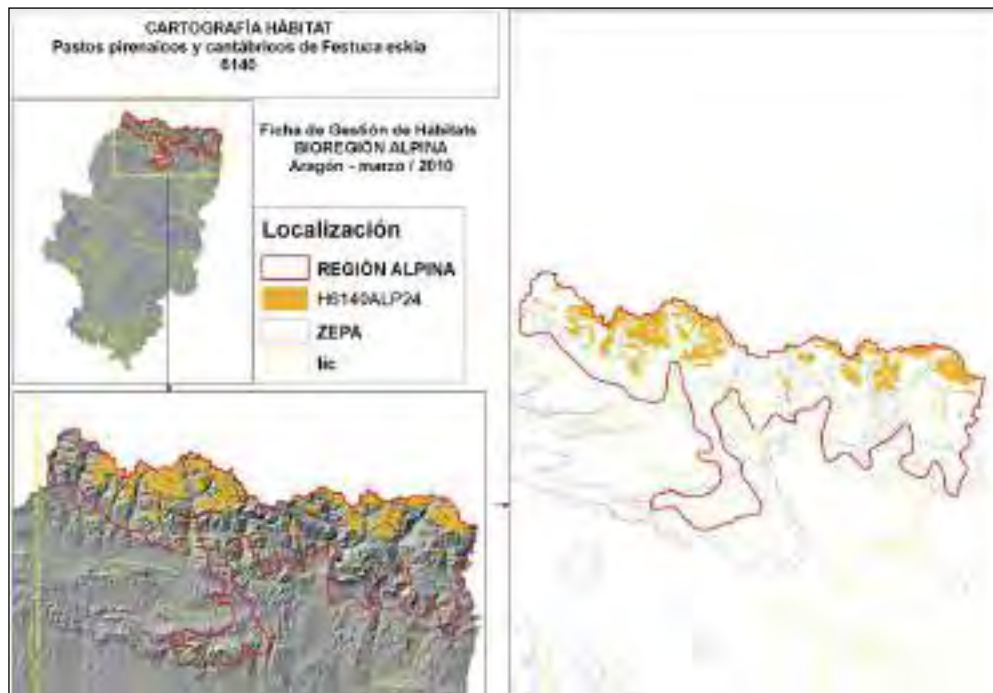 CARTOGRAFÍA HÁBITAT
Pastos pirenaicos y cantábricos de Festuca eskia
6140
Ficha de Gestión de Hábitats
BIOREGIÓN ALPINA
Aragón - marzo / 2010
Localización
REGIÓN ALPINA
H6140ALP24
ZEPA
lic